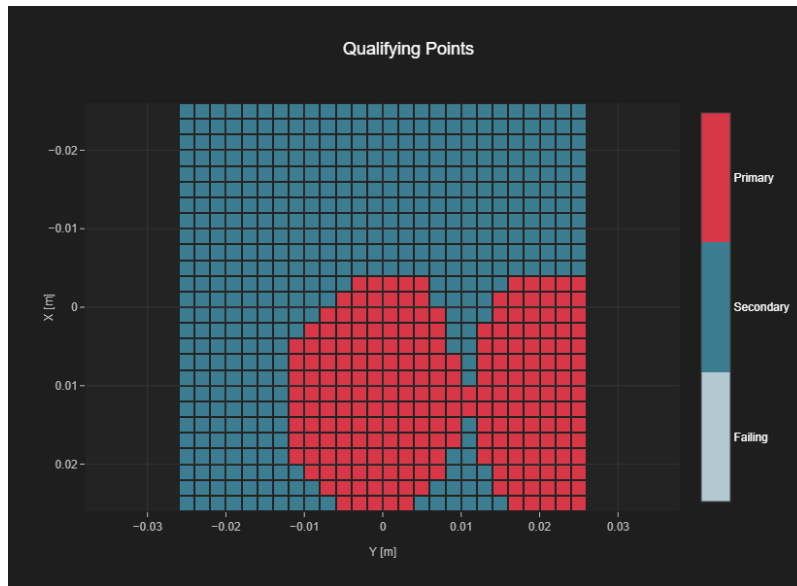 Qualifying Points
−0.02
−0.01
0
0.01
0.02
X [m]
−0.03
−0.02
−0.01
0
0.01
0.02
0.03
Y [m]
Primary
Secondary
Failing